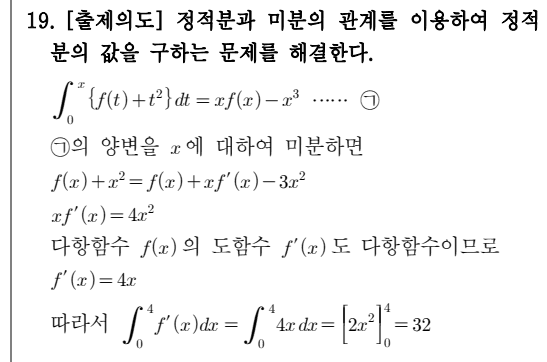 19. [출제의도] 정적분과 미분의 관계를 이용하여 정적
분의 값을 구하는 문제를 해결한다.
∫₀ˣ {f(t)+t²}dt = xf(x)−x³ ⋯⋯ ㉠
㉠의 양변을 x에 대하여 미분하면
f(x)+x²=f(x)+xf′(x)−3x²
xf′(x)=4x²
다항함수 f(x)의 도함수 f′(x)도 다항함수이므로
f′(x)=4x
따라서 ∫₀⁴ f′(x)dx = ∫₀⁴ 4x dx = [2x²]₀⁴ = 32